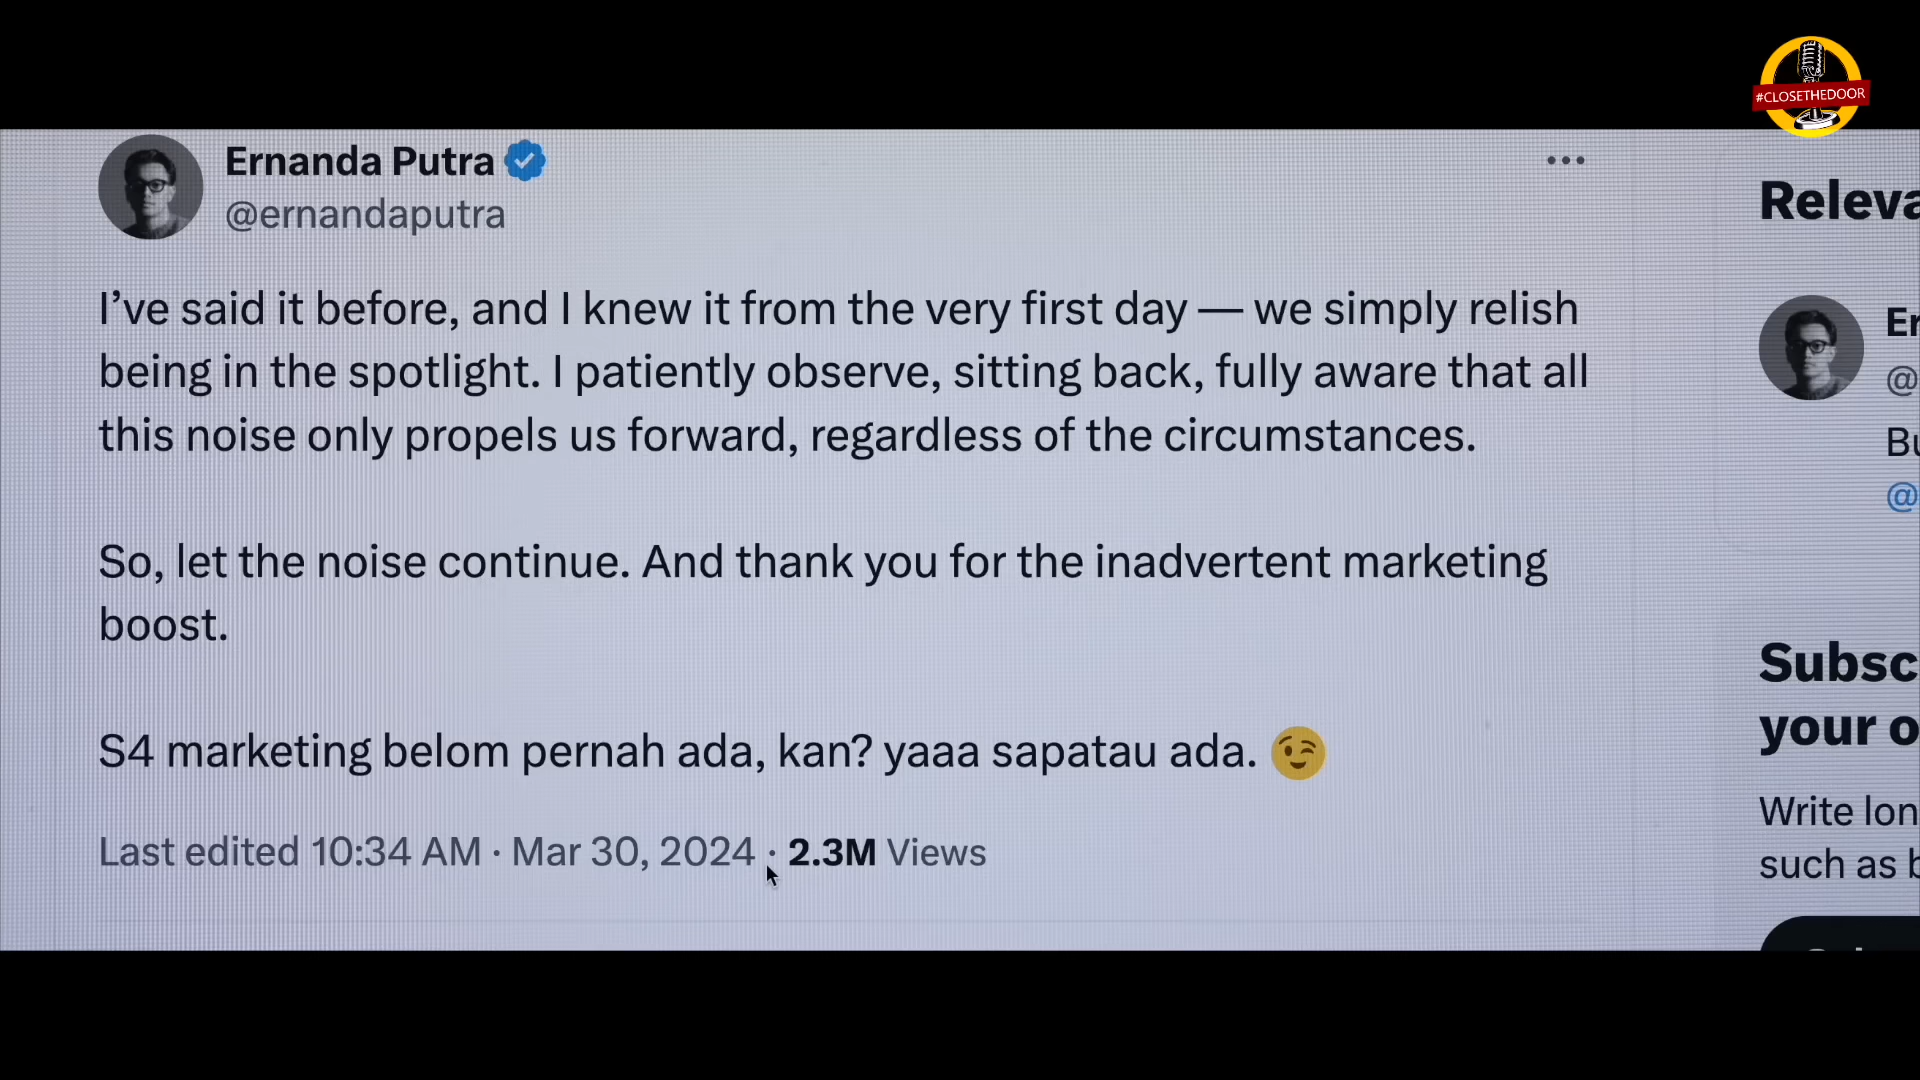 #CLOSETHEDOOR
Ernanda Putra
@ernandaputra
I’ve said it before, and I knew it from the very first day — we simply relish
being in the spotlight. I patiently observe, sitting back, fully aware that all
this noise only propels us forward, regardless of the circumstances.
So, let the noise continue. And thank you for the inadvertent marketing
boost.
S4 marketing belom pernah ada, kan? yaaa sapatau ada. 😉
Last edited 10:34 AM · Mar 30, 2024 · 2.3M Views
@
@
your o
such as b